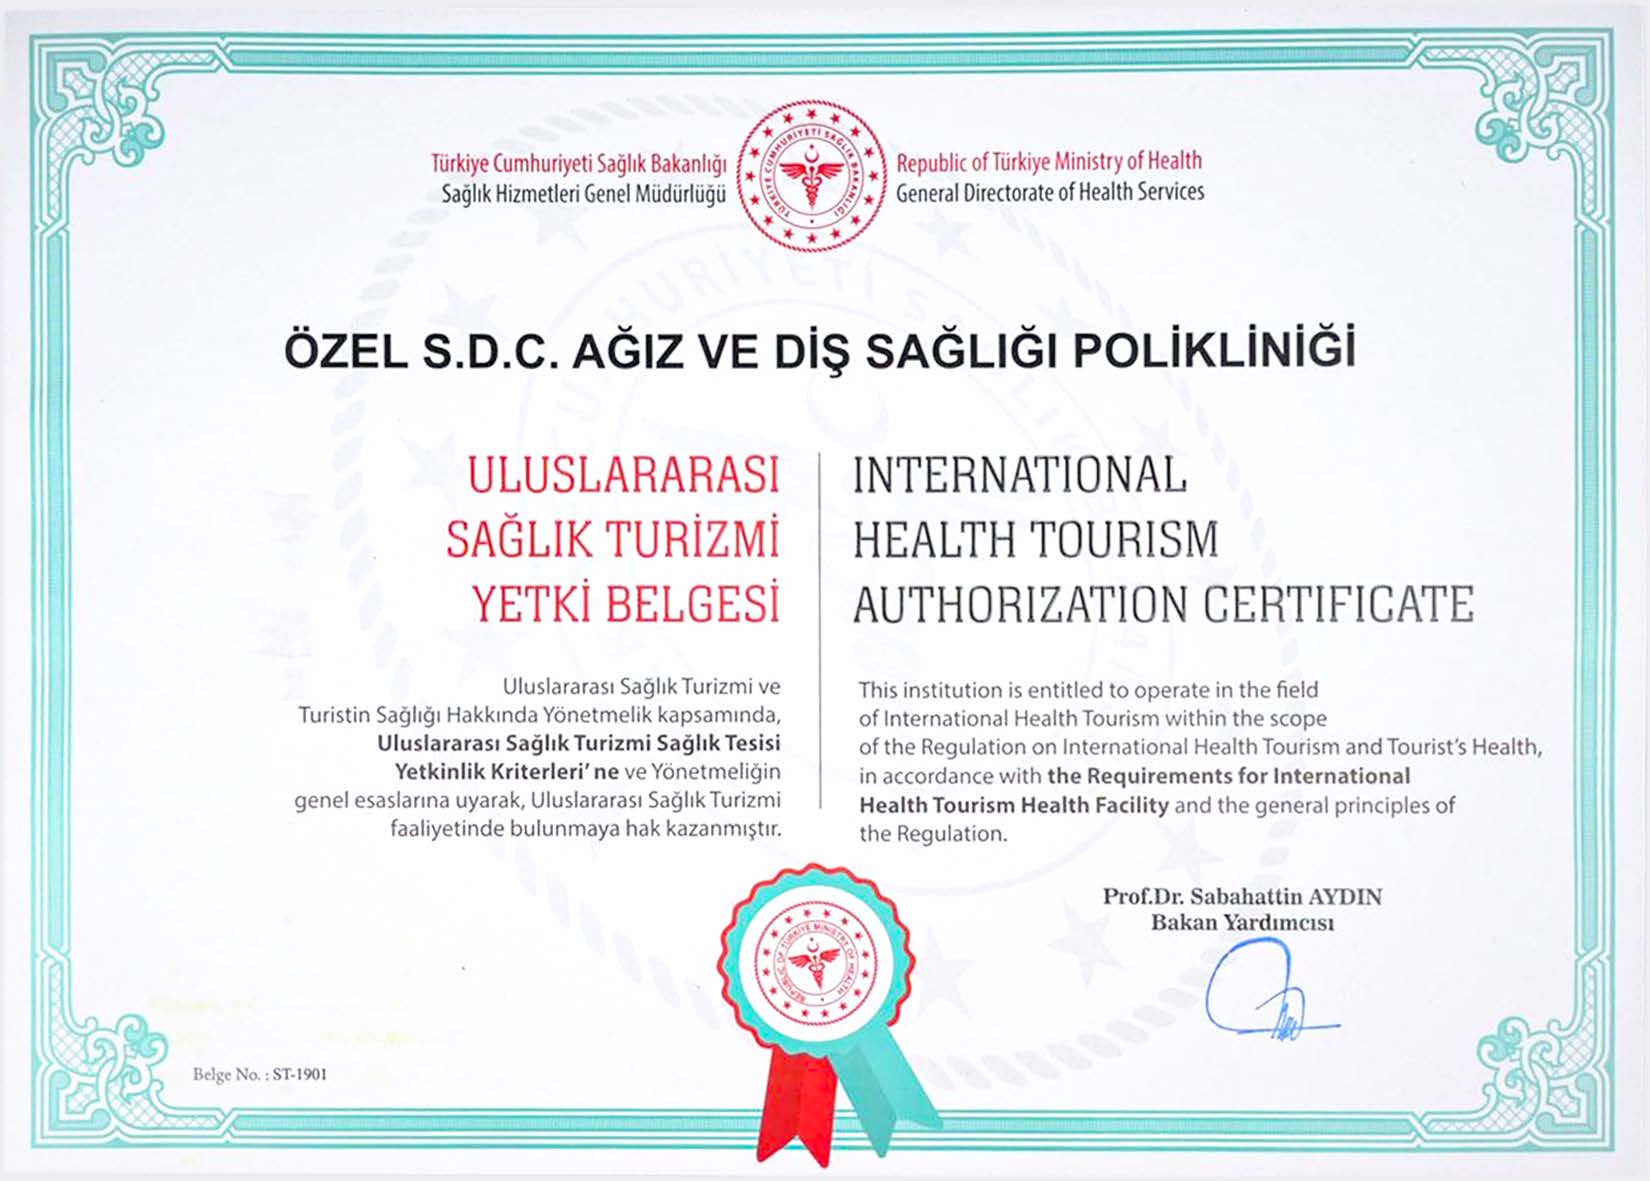 Türkiye Cumhuriyeti Sağlık Bakanlığı
Sağlık Hizmetleri Genel Müdürlüğü
TÜRKİYE CUMHURİYETİ SAĞLIK BAKANLIĞI
Republic of Türkiye Ministry of Health
General Directorate of Health Services
ÖZEL S.D.C. AĞIZ VE DİŞ SAĞLIĞI POLİKLİNİĞİ
ULUSLARARASI
SAĞLIK TURİZMİ
YETKİ BELGESİ
Uluslararası Sağlık Turizmi ve
Turistin Sağlığı Hakkında Yönetmelik kapsamında,
Uluslararası Sağlık Turizmi Sağlık Tesisi
Yetkinlik Kriterleri' ne ve Yönetmeliğin
genel esaslarına uyarak, Uluslararası Sağlık Turizmi
faaliyetinde bulunmaya hak kazanmıştır.
INTERNATIONAL
HEALTH TOURISM
AUTHORIZATION CERTIFICATE
This institution is entitled to operate in the field
of International Health Tourism within the scope
of the Regulation on International Health Tourism and Tourist's Health,
in accordance with the Requirements for International
Health Tourism Health Facility and the general principles of
the Regulation.
Prof.Dr. Sabahattin AYDIN
Bakan Yardımcısı
REPUBLIC OF TÜRKİYE MINISTRY OF HEALTH
Belge No. : ST-1901